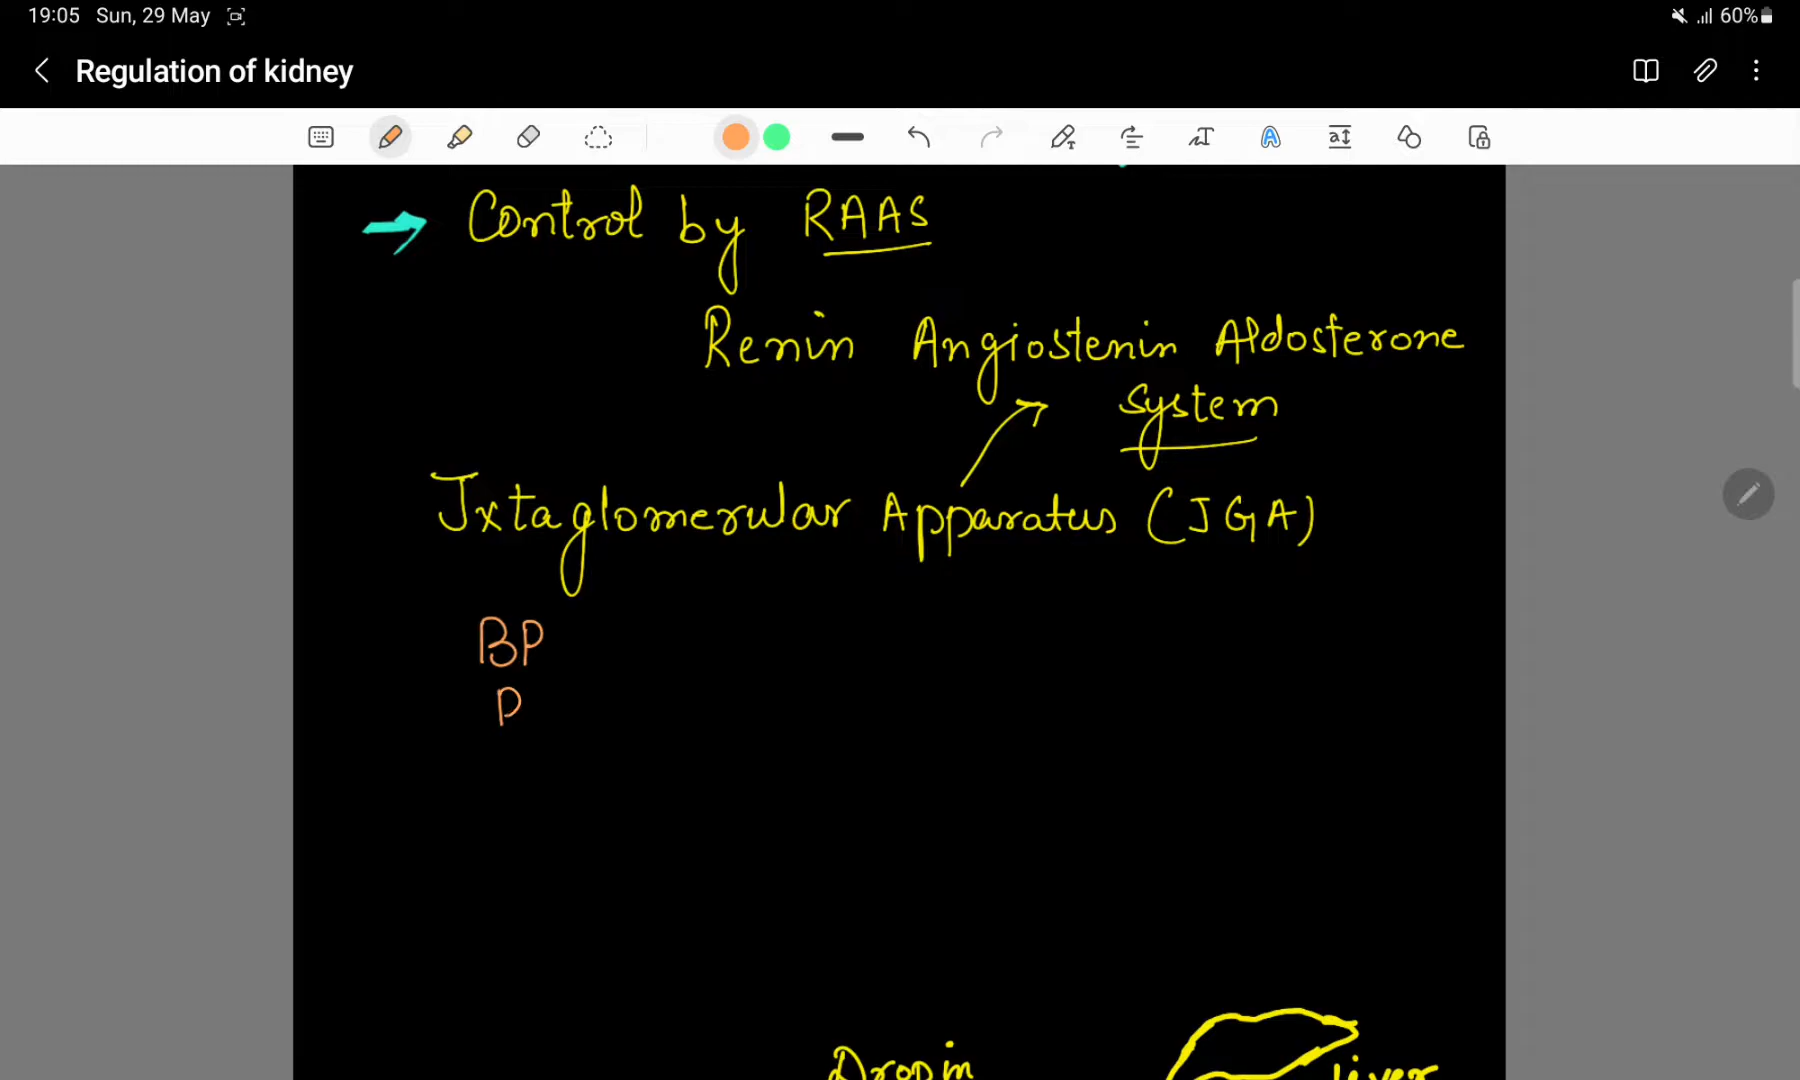 19:05 Sun, 29 May 60%
Regulation of kidney
Control by RAAS
Renin Angiostenin Aldosterone
System
Jxtaglomerular Apparatus (JGA)
BP
D
Drop in
liver